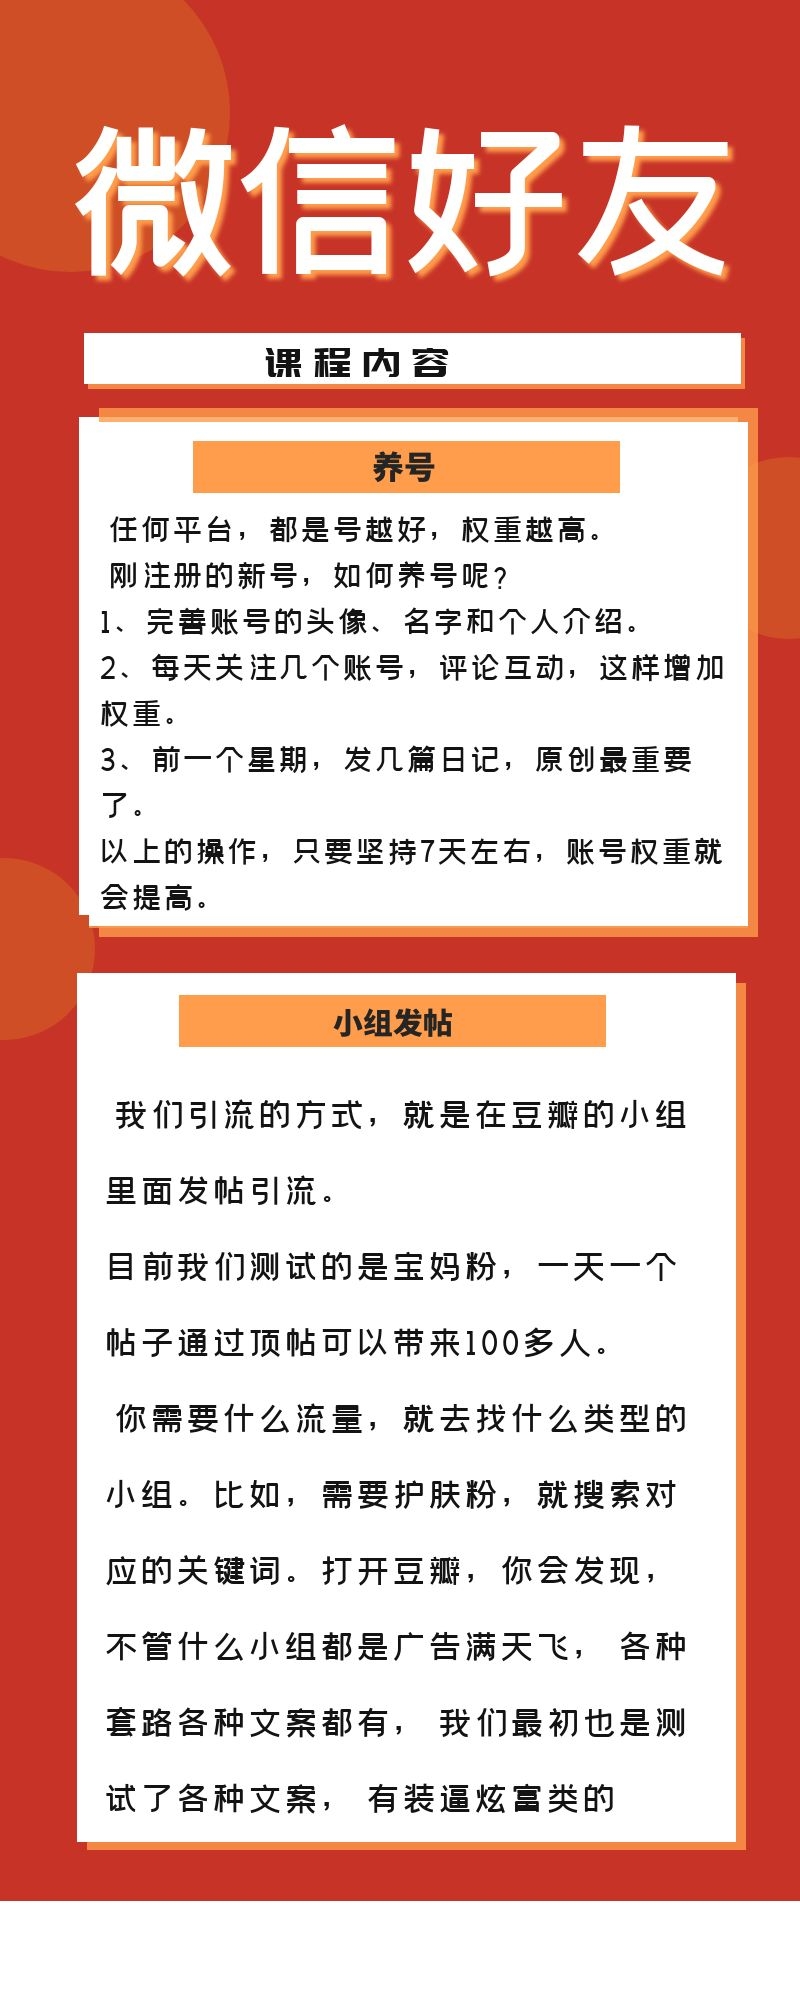 微信好友
课程内容
养号
任何平台，都是号越好，权重越高。
刚注册的新号，如何养号呢？
1、完善账号的头像、名字和个人介绍。
2、每天关注几个账号，评论互动，这样增加
权重。
3、前一个星期，发几篇日记，原创最重要
了。
以上的操作，只要坚持7天左右，账号权重就
会提高。
小组发帖
我们引流的方式，就是在豆瓣的小组
里面发帖引流。
目前我们测试的是宝妈粉，一天一个
帖子通过顶帖可以带来100多人。
你需要什么流量，就去找什么类型的
小组。比如，需要护肤粉，就搜索对
应的关键词。打开豆瓣，你会发现，
不管什么小组都是广告满天飞， 各种
套路各种文案都有， 我们最初也是测
试了各种文案， 有装逼炫富类的